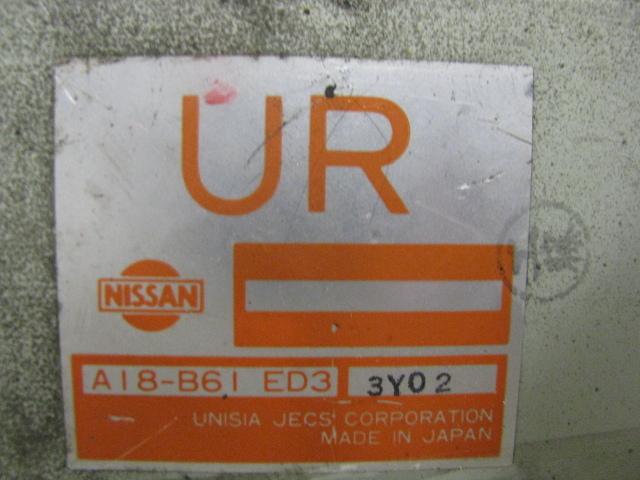 UR
NISSAN
A18-B61 ED3 3Y02
UNISIA JECS CORPORATION
MADE IN JAPAN